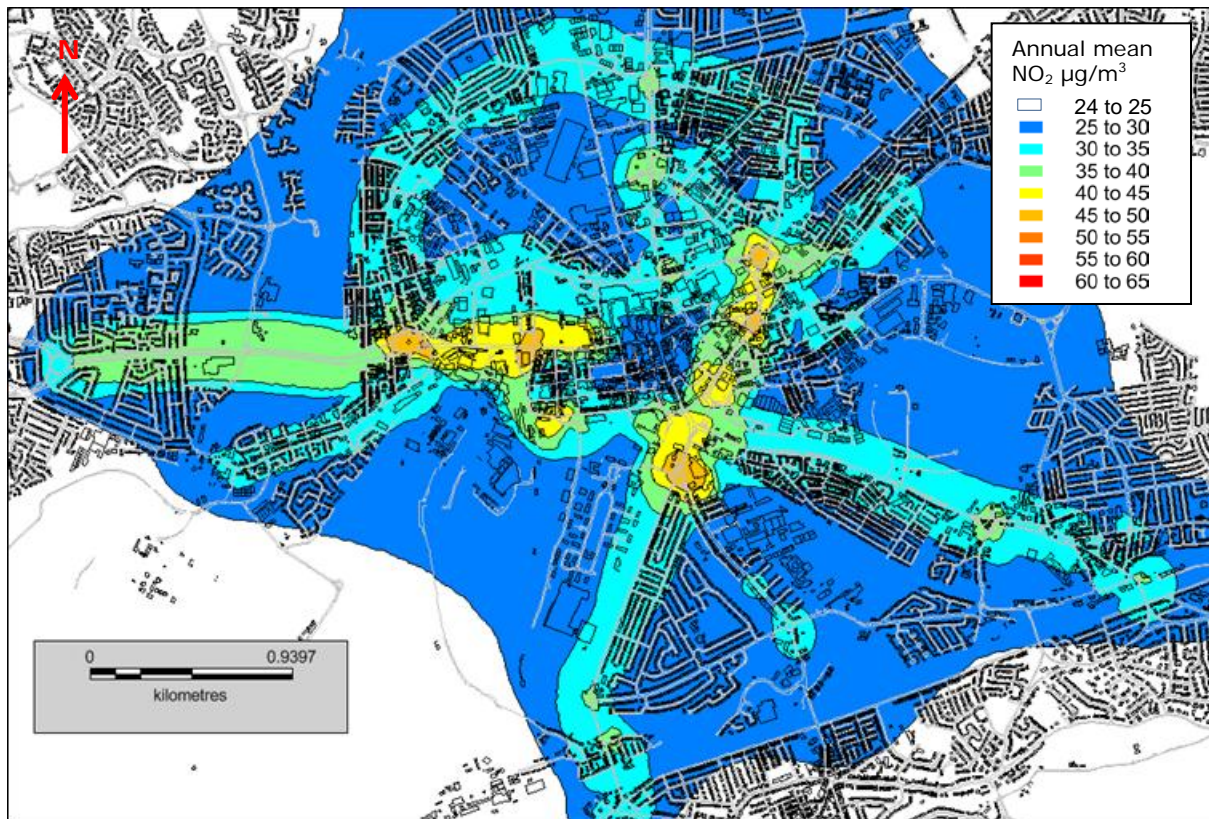 N
Annual mean
NO₂ µg/m³
24 to 25
25 to 30
30 to 35
35 to 40
40 to 45
45 to 50
50 to 55
55 to 60
60 to 65
0 0.9397
kilometres